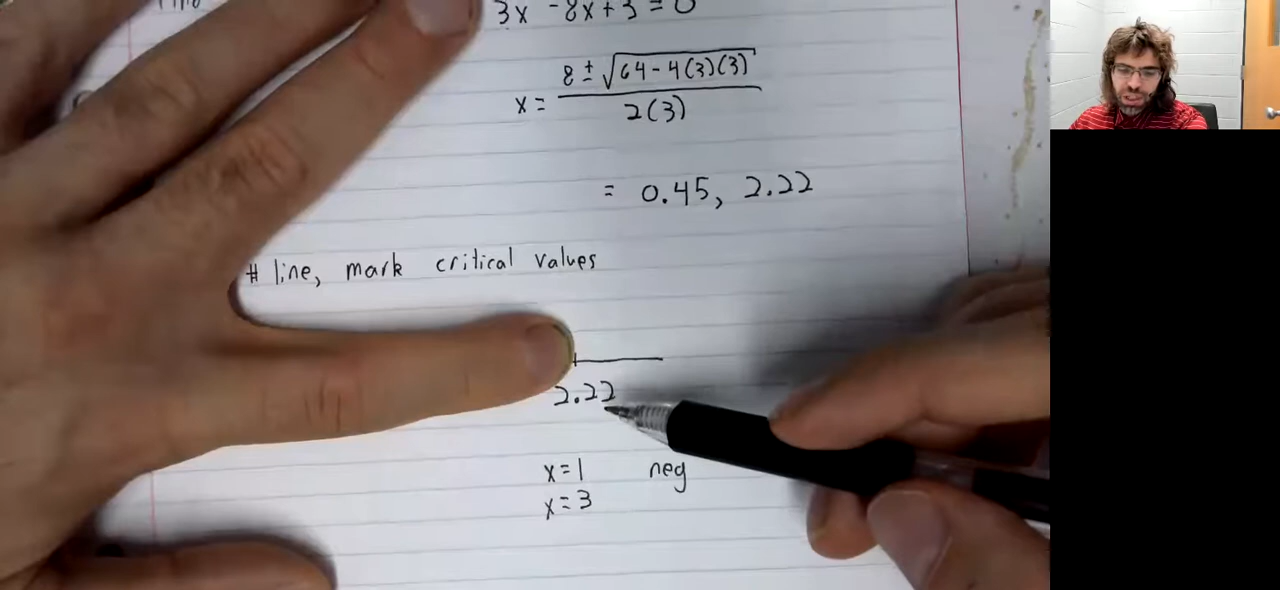 3x - 8x + 3 = 0
x = 8 ± √64 - 4(3)(3) / 2(3)
= 0.45, 2.22
# line, mark critical values
2.22
x = 1 neg
x = 3